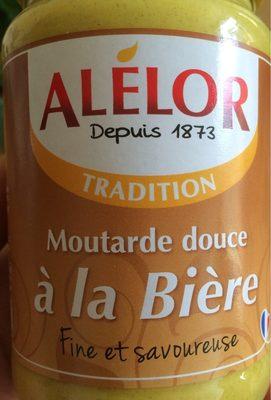 ALÉLOR
Depuis 1873
TRADITION
Moutarde douce
à la Bière
Fine et savoureuse